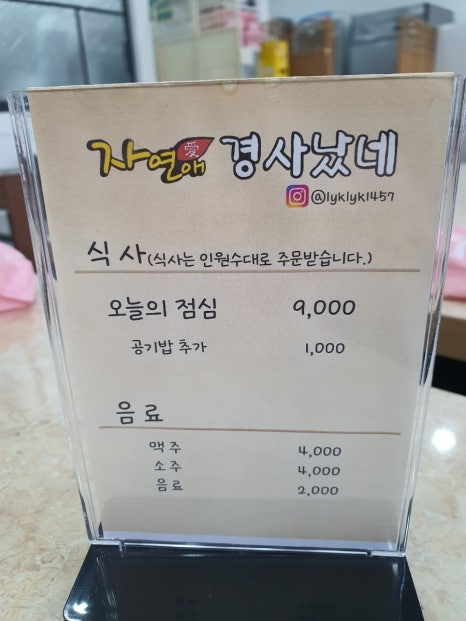 자연애 愛 경사났네
@lyklyk1457
식 사(식사는 인원수대로 주문받습니다.)
오늘의 점심 9,000
공기밥 추가 1,000
음 료
맥 주 4,000
소 주 4,000
음 료 2,000